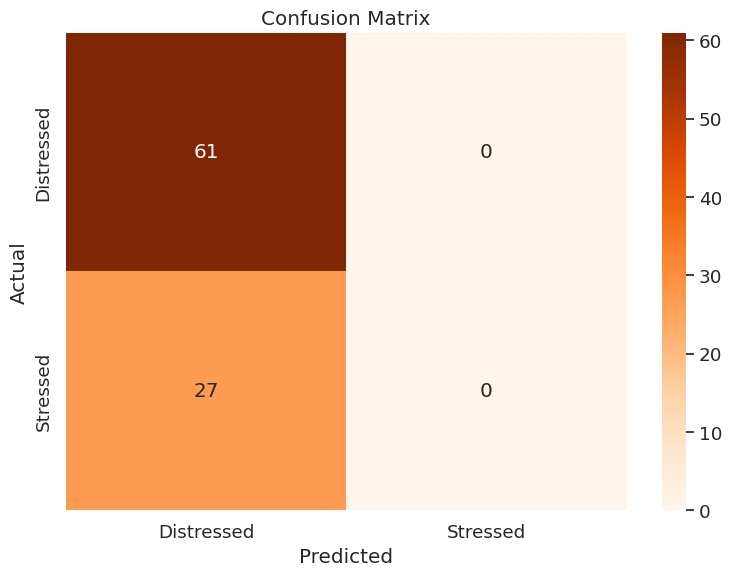 Confusion Matrix
Actual
Distressed
Stressed
61
0
27
0
Distressed
Stressed
Predicted
60
50
40
30
20
10
0